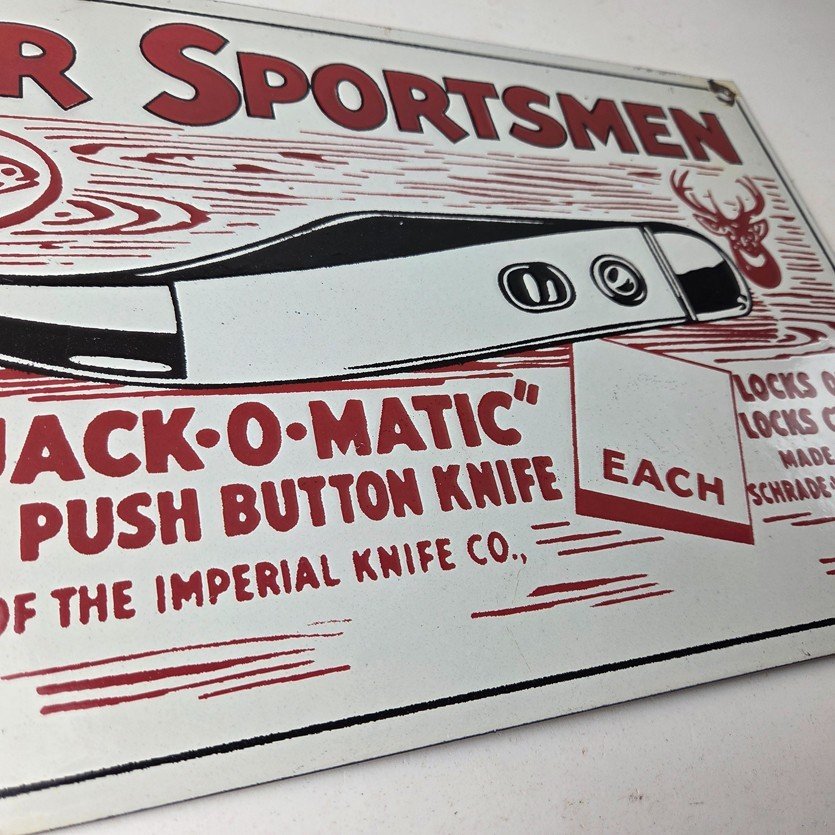 R SPORTSMEN
JACK•O•MATIC"
PUSH BUTTON KNIFE
OF THE IMPERIAL KNIFE CO.,
EACH
LOCKS
LOCKS
MADE
SCHRADE